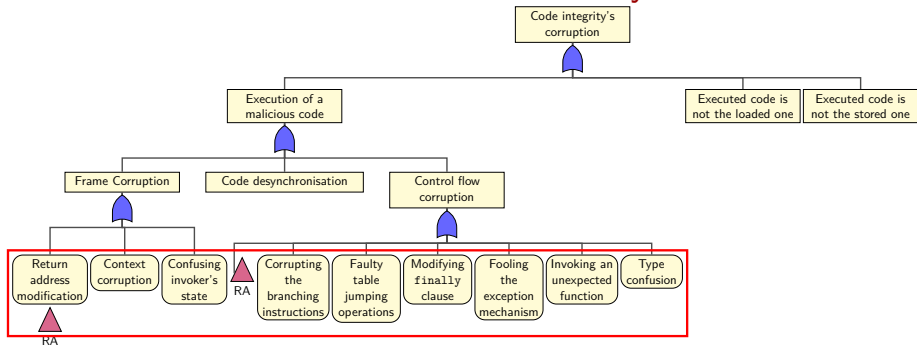 Code integrity's
corruption
Execution of a
malicious code
Executed code is
not the loaded one
Executed code is
not the stored one
Frame Corruption
Code desynchronisation
Control flow
corruption
Return
address
modification
Context
corruption
Confusing
invoker's
state
RA
Corrupting
the
branching
instructions
Faulty
table
jumping
operations
Modifying
finally
clause
Fooling
the
exception
mechanism
Invoking an
unexpected
function
Type
confusion
RA